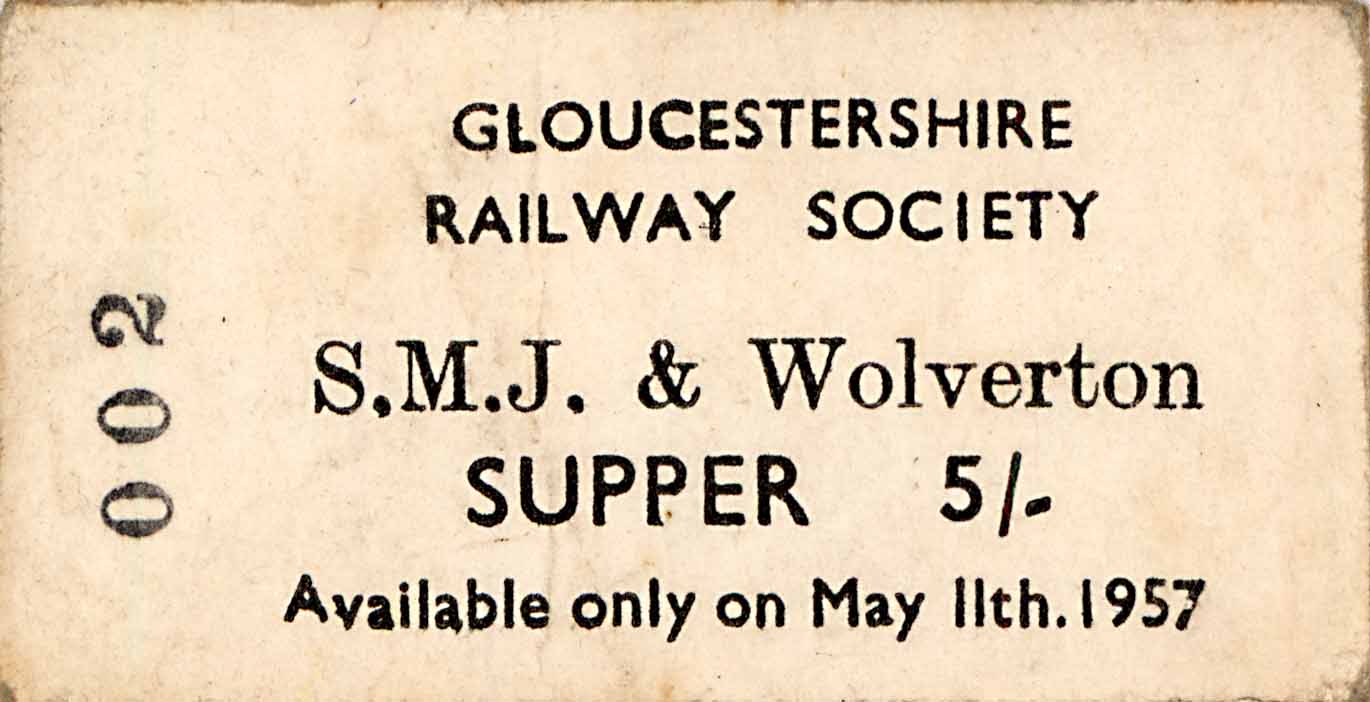 GLOUCESTERSHIRE
RAILWAY SOCIETY
S.M.J. & Wolverton
SUPPER 5/-
Available only on May 11th. 1957
002